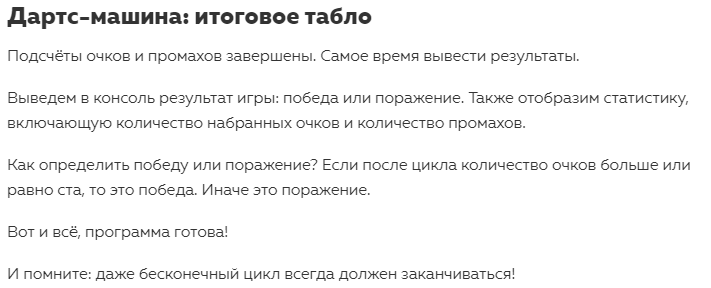 Дартс-машина: итоговое табло
Подсчёты очков и промахов завершены. Самое время вывести результаты.
Выведем в консоль результат игры: победа или поражение. Также отобразим статистику,
включающую количество набранных очков и количество промахов.
Как определить победу или поражение? Если после цикла количество очков больше или
равно ста, то это победа. Иначе это поражение.
Вот и всё, программа готова!
И помните: даже бесконечный цикл всегда должен заканчиваться!